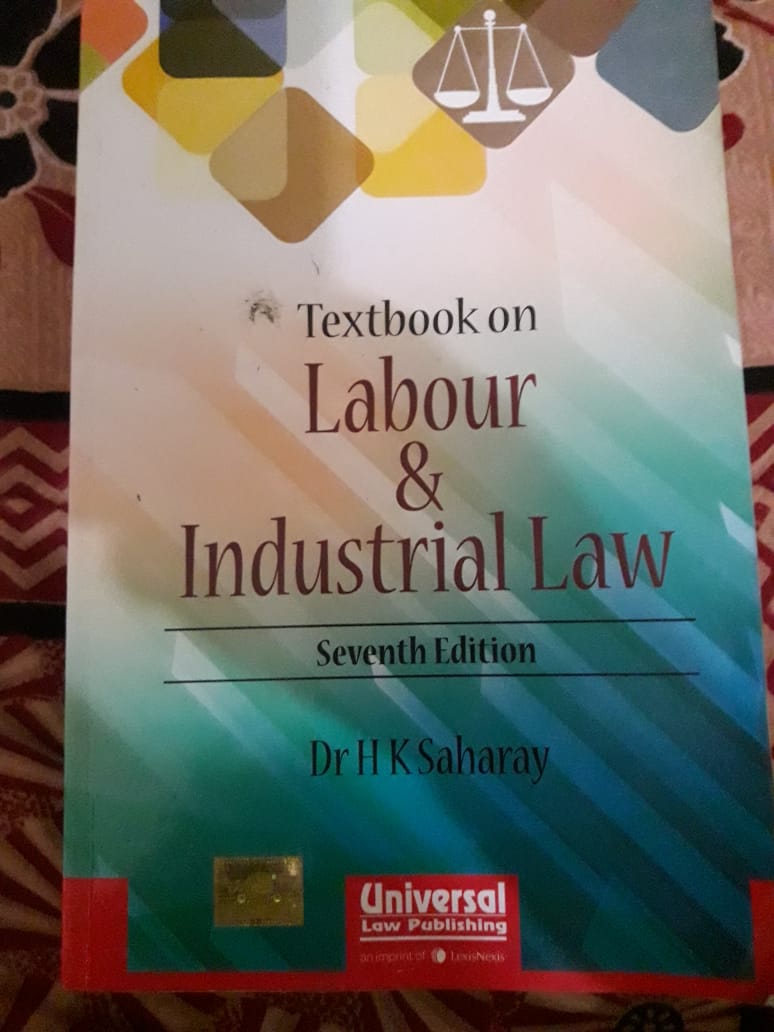 Textbook on
Labour
&
Industrial Law
Seventh Edition
Dr H K Saharay
Universal
Law Publishing
an imprint of LexisNexis